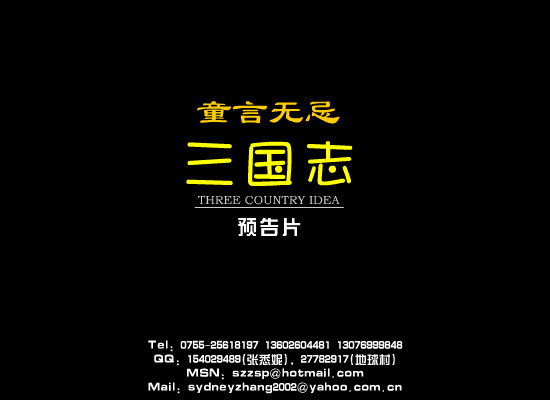 童言无忌
三国志
THREE COUNTRY IDEA
预告片
Tel: 0755-25618197 13602604481 13076999848
QQ: 154029489(张悉妮), 27782917(地球村)
MSN: szzsp@hotmail.com
Mail: sydneyzhang2002@yahoo.com.cn